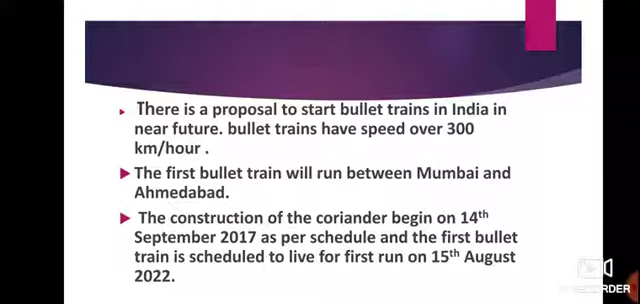 There is a proposal to start bullet trains in India in
near future. bullet trains have speed over 300
km/hour .
The first bullet train will run between Mumbai and
Ahmedabad.
The construction of the coriander begin on 14th
September 2017 as per schedule and the first bullet
train is scheduled to live for first run on 15th August
2022.
RECORDER